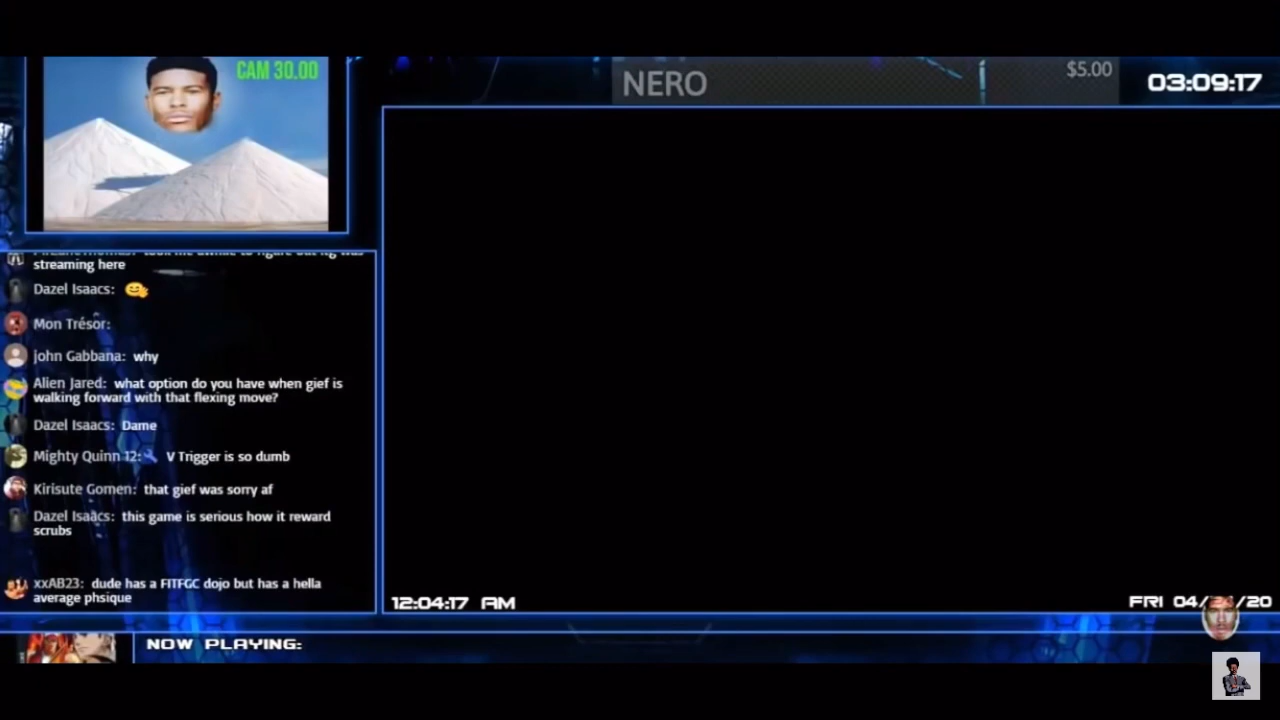 CAM 30.00
NERO
$5.00
03:09:17
streaming here
Dazel Isaacs:
Mon Trésor:
john Gabbana: why
Alien Jared: what option do you have when gief is
walking forward with that flexing move?
Dazel Isaacs: Dame
Mighty Quinn 12: V Trigger is so dumb
Kirisute Gomen: that gief was sorry af
Dazel Isaacs: this game is serious how it reward
scrubs
xxAB23: dude has a FITFGC dojo but has a hella
average phsique
12:04:17 AM
FRI 04/ /20
NOW PLAYING: